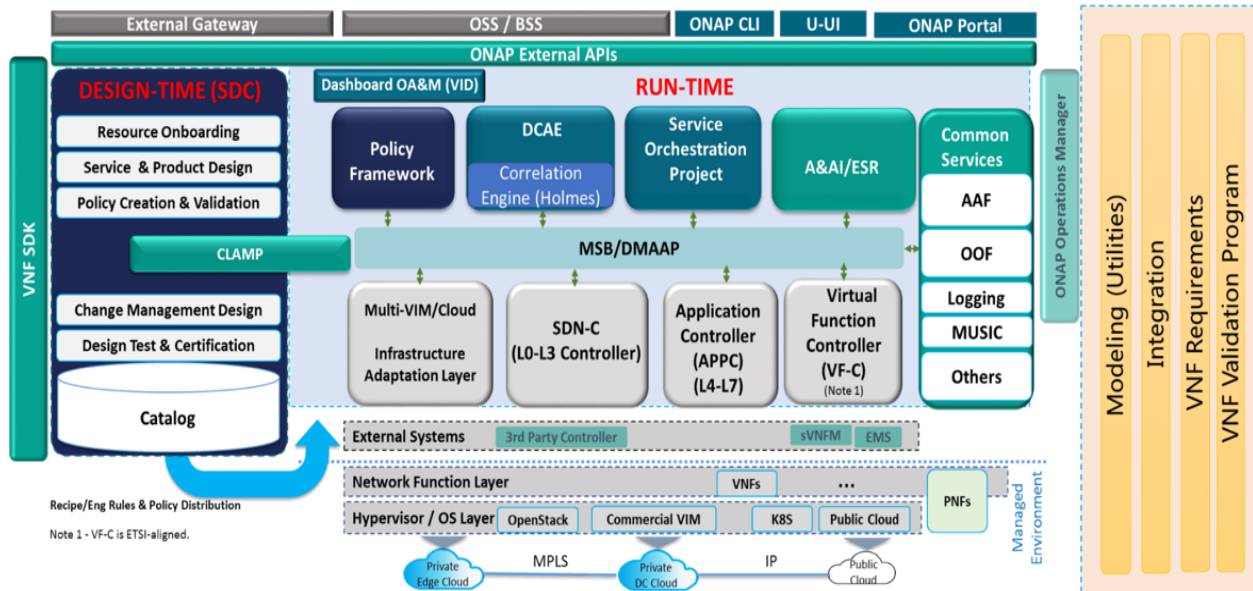 External Gateway
OSS / BSS
ONAP CLI
U-UI
ONAP Portal
ONAP External APIs
VNF SDK
DESIGN-TIME (SDC)
Resource Onboarding
Service & Product Design
Policy Creation & Validation
CLAMP
Change Management Design
Design Test & Certification
Catalog
Recipe/Eng Rules & Policy Distribution
Note 1 - VF-C is ETSI-aligned.
Dashboard OA&M (VID)
RUN-TIME
Policy
Framework
DCAE
Correlation
Engine (Holmes)
Service
Orchestration
Project
A&AI/ESR
MSB/DMAAP
Multi-VIM/Cloud
Infrastructure
Adaptation Layer
SDN-C
(L0-L3 Controller)
Application
Controller
(APPC)
(L4-L7)
Virtual
Function
Controller
(VF-C)
(Note 1)
Common
Services
AAF
OOF
Logging
MUSIC
Others
ONAP Operations Manager
External Systems
3rd Party Controller
sVNFM
EMS
Network Function Layer
VNFs
...
PNFs
Hypervisor / OS Layer
OpenStack
Commercial VIM
K8S
Public Cloud
Managed
Environment
Private
Edge Cloud
MPLS
Private
DC Cloud
IP
Public
Cloud
Modeling (Utilities)
Integration
VNF Requirements
VNF Validation Program